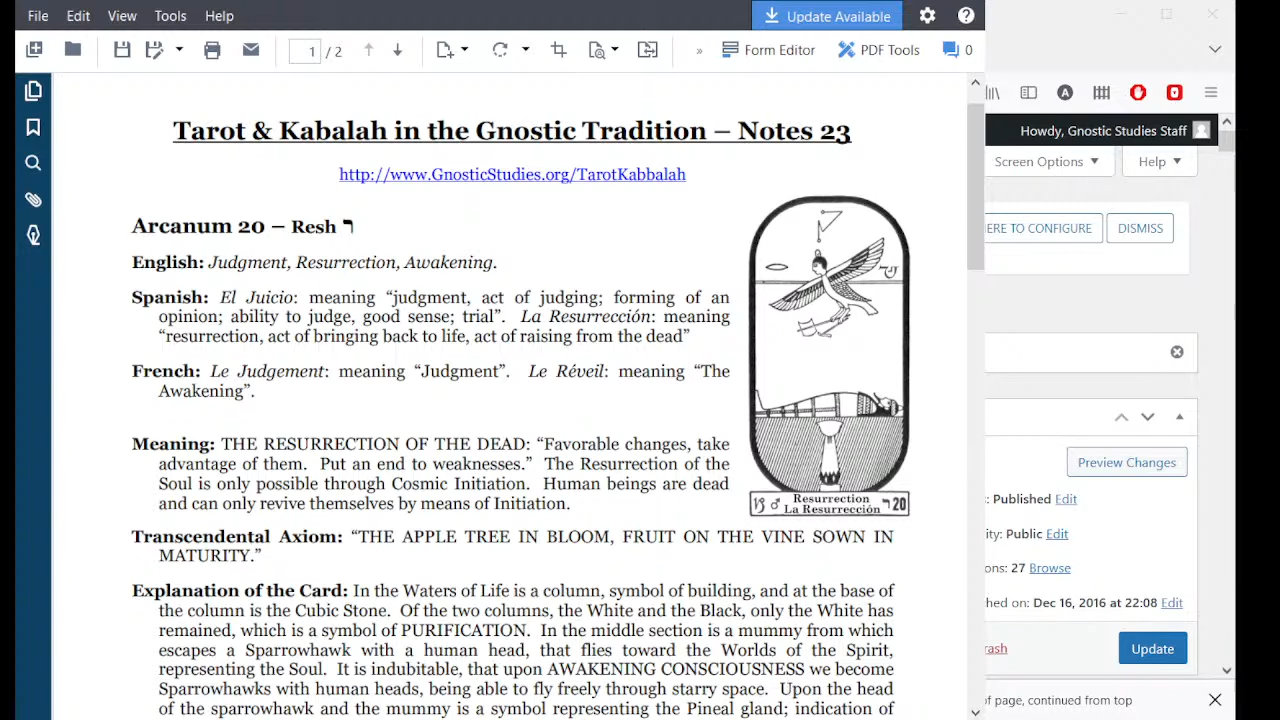 File Edit View Tools Help
Update Available
1 / 2
»
Form Editor
PDF Tools
0
Tarot & Kabalah in the Gnostic Tradition – Notes 23
http://www.GnosticStudies.org/TarotKabbalah
Arcanum 20 – Resh ר
English: Judgment, Resurrection, Awakening.
Spanish: El Juicio: meaning “judgment, act of judging; forming of an
opinion; ability to judge, good sense; trial”. La Resurrección: meaning
“resurrection, act of bringing back to life, act of raising from the dead”
French: Le Judgement: meaning “Judgment”. Le Réveil: meaning “The
Awakening”.
Meaning: THE RESURRECTION OF THE DEAD: “Favorable changes, take
advantage of them. Put an end to weaknesses.” The Resurrection of the
Soul is only possible through Cosmic Initiation. Human beings are dead
and can only revive themselves by means of Initiation.
Resurrection
La Resurrección
ר 20
Transcendental Axiom: “THE APPLE TREE IN BLOOM, FRUIT ON THE VINE SOWN IN
MATURITY.”
Explanation of the Card: In the Waters of Life is a column, symbol of building, and at the base of
the column is the Cubic Stone. Of the two columns, the White and the Black, only the White has
remained, which is a symbol of PURIFICATION. In the middle section is a mummy from which
escapes a Sparrowhawk with a human head, that flies toward the Worlds of the Spirit,
representing the Soul. It is indubitable, that upon AWAKENING CONSCIOUSNESS we become
Sparrowhawks with human heads, being able to fly freely through starry space. Upon the head
of the sparrowhawk and the mummy is a symbol representing the Pineal gland; indication of
A
Howdy, Gnostic Studies Staff
Screen Options Help
ERE TO CONFIGURE DISMISS
Preview Changes
: Published Edit
ity: Public Edit
ons: 27 Browse
hed on: Dec 16, 2016 at 22:08 Edit
rash Update
of page, continued from top